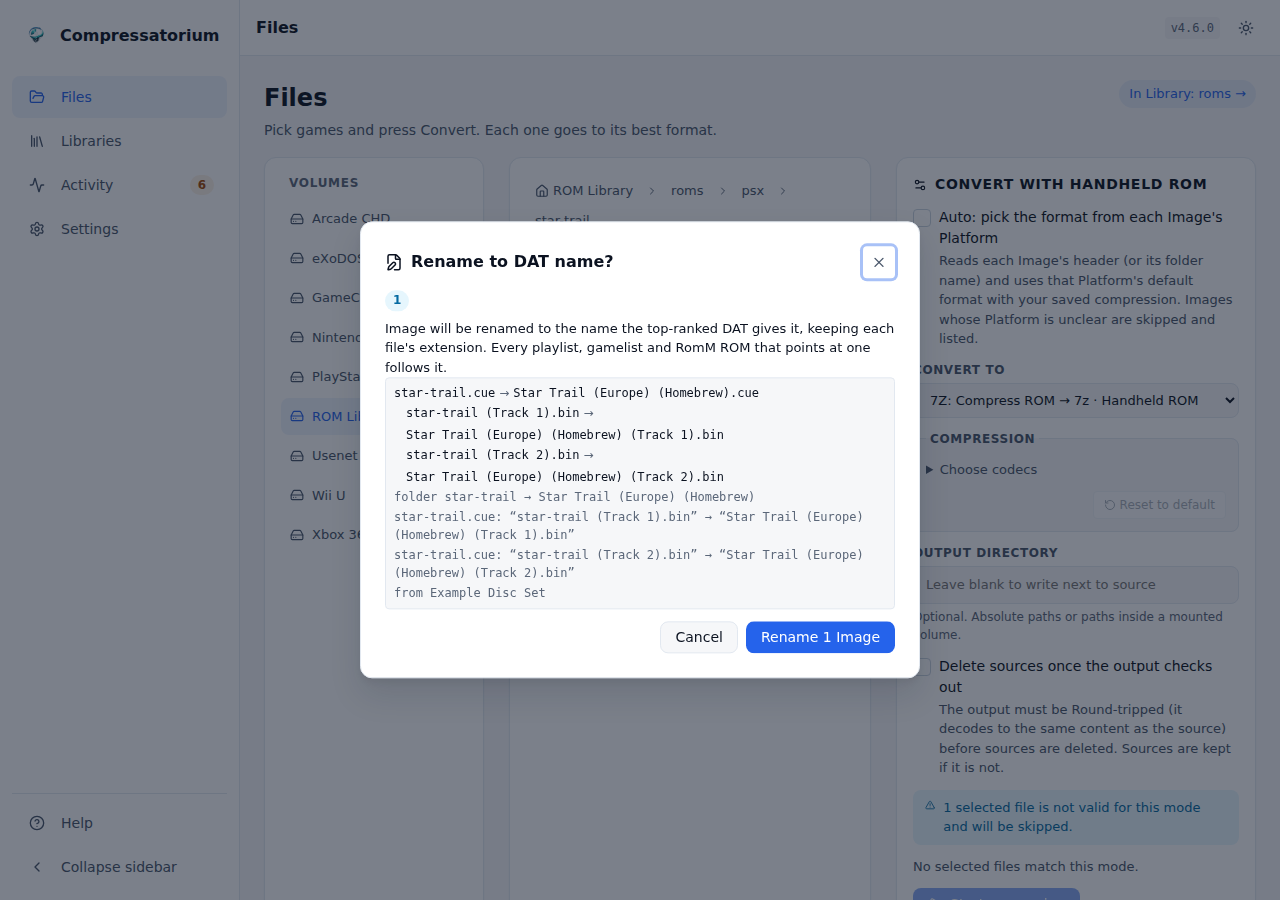 Compressatorium
Files
v4.6.0
Files
Libraries
Activity
6
Settings
Help
Collapse sidebar
Files
In Library: roms →
Pick games and press Convert. Each one goes to its best format.
VOLUMES
Arcade CHD
eXoDOS
GameC
Ninten
PlaySta
ROM Li
Usenet
Wii U
Xbox 36
ROM Library > roms > psx >
star-trail
Rename to DAT name?
1
Image will be renamed to the name the top-ranked DAT gives it, keeping each
file's extension. Every playlist, gamelist and RomM ROM that points at one
follows it.
star-trail.cue → Star Trail (Europe) (Homebrew).cue
star-trail (Track 1).bin →
Star Trail (Europe) (Homebrew) (Track 1).bin
star-trail (Track 2).bin →
Star Trail (Europe) (Homebrew) (Track 2).bin
folder star-trail → Star Trail (Europe) (Homebrew)
star-trail.cue: “star-trail (Track 1).bin” → “Star Trail (Europe)
(Homebrew) (Track 1).bin”
star-trail.cue: “star-trail (Track 2).bin” → “Star Trail (Europe)
(Homebrew) (Track 2).bin”
from Example Disc Set
Cancel
Rename 1 Image
CONVERT WITH HANDHELD ROM
Auto: pick the format from each Image's
Platform
Reads each Image's header (or its folder
name) and uses that Platform's default
format with your saved compression. Images
whose Platform is unclear are skipped and
listed.
CONVERT TO
7Z: Compress ROM → 7z · Handheld ROM
COMPRESSION
Choose codecs
Reset to default
OUTPUT DIRECTORY
Leave blank to write next to source
Optional. Absolute paths or paths inside a mounted
volume.
Delete sources once the output checks
out
The output must be Round-tripped (it
decodes to the same content as the source)
before sources are deleted. Sources are kept
if it is not.
1 selected file is not valid for this mode
and will be skipped.
No selected files match this mode.